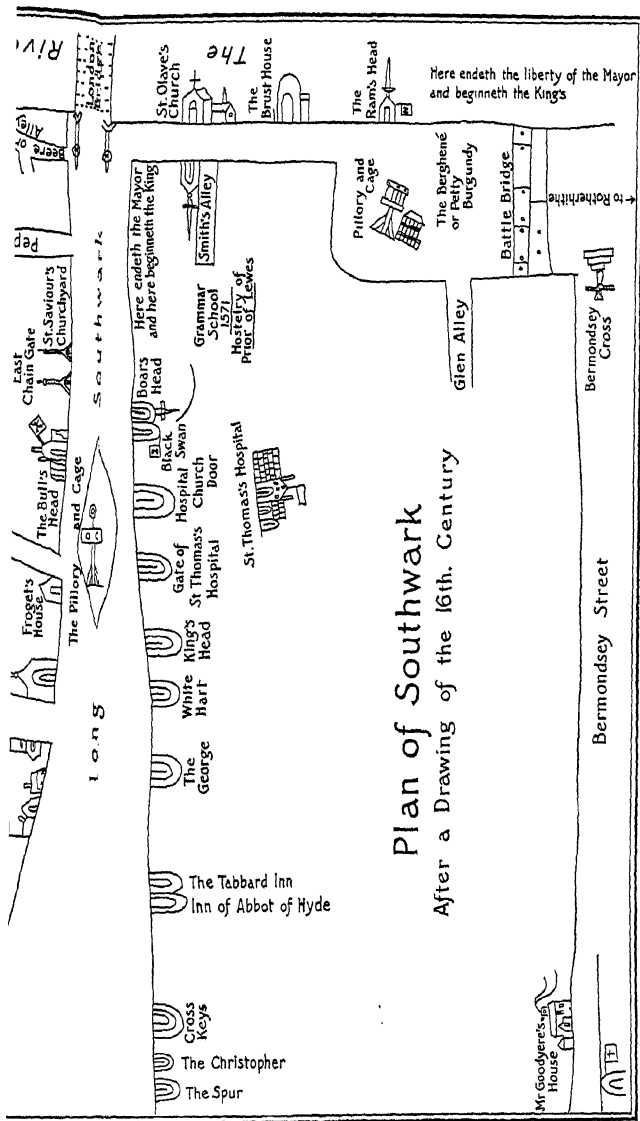 Rive
London
Bridge
The
St. Olave's
Church
The
Brust House
The
Ram's Head
Here endeth the liberty of the Mayor
and beginneth the King's
Beere
Pep
Here endeth the Mayor
and here beginneth the King
Smith's Alley
Pillory and
Cage
The Berghené
or Petty
Burgundy
Battle Bridge
to Rotherhithe
East
Chain Gate
St. Saviour's
Churchyard
Southwark
Grammar
School
1571
Hostelry of
Prior of Lewes
Glen Alley
Bermondsey
Cross
Boars
Head
Black
Swan
The Bull's
Head
The Pillory and Cage
Hospital
Church
Door
St. Thomas's Hospital
Gate of
St Thomas's
Hospital
Froget's
House
King's
Head
White
Hart
Long
The
George
Plan of Southwark
After a Drawing of the 16th. Century
Bermondsey Street
The Tabbard Inn
Inn of Abbot of Hyde
Cross
Keys
The Christopher
The Spur
Mr Goodyere's
House